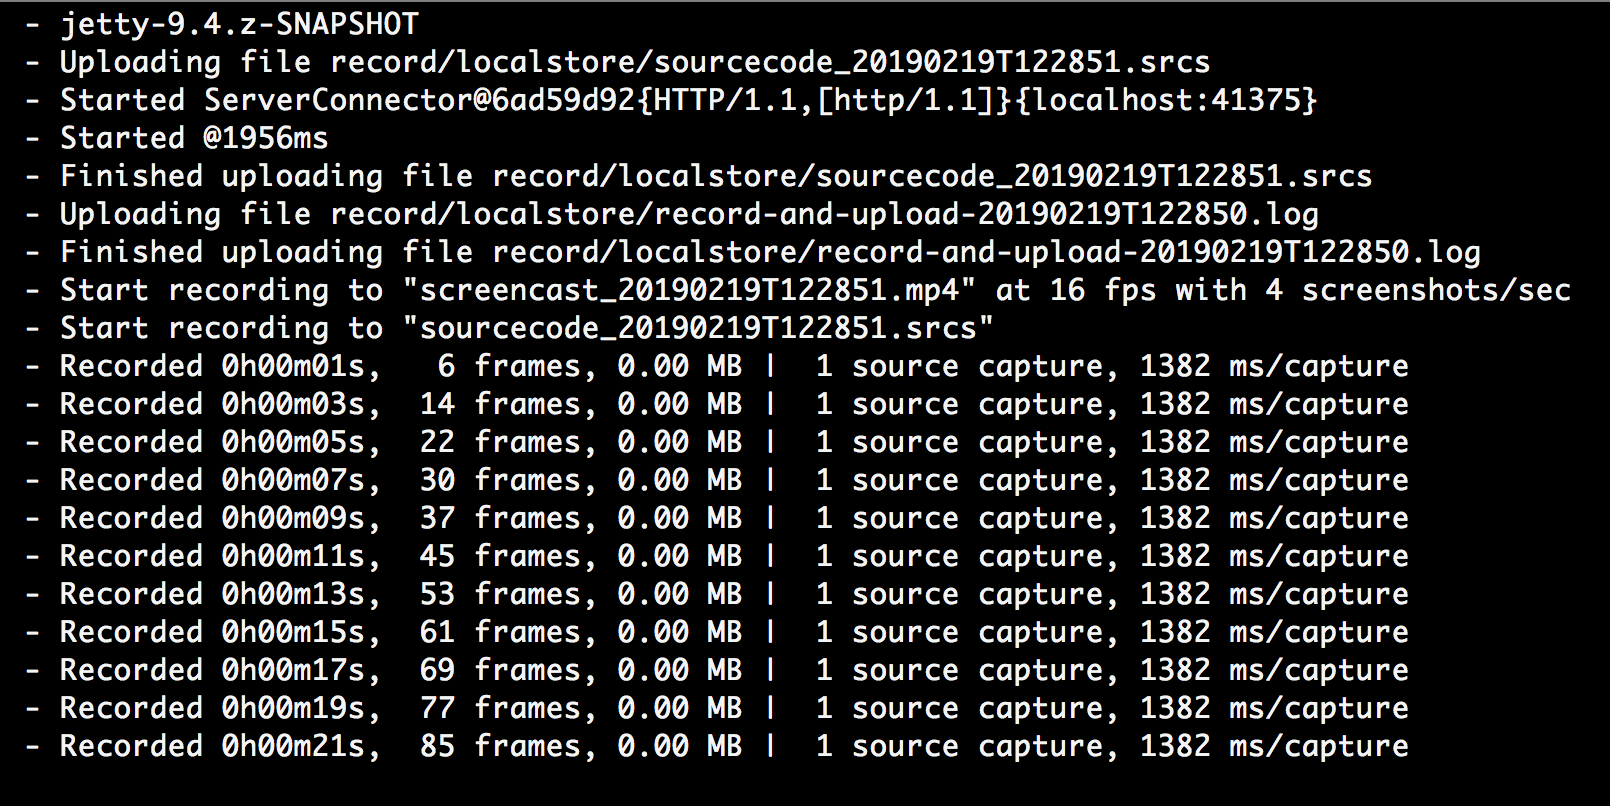 - jetty-9.4.z-SNAPSHOT
- Uploading file record/localstore/sourcecode_20190219T122851.srcs
- Started ServerConnector@6ad59d92{HTTP/1.1,[http/1.1]}{localhost:41375}
- Started @1956ms
- Finished uploading file record/localstore/sourcecode_20190219T122851.srcs
- Uploading file record/localstore/record-and-upload-20190219T122850.log
- Finished uploading file record/localstore/record-and-upload-20190219T122850.log
- Start recording to "screencast_20190219T122851.mp4" at 16 fps with 4 screenshots/sec
- Start recording to "sourcecode_20190219T122851.srcs"
- Recorded 0h00m01s,   6 frames, 0.00 MB |  1 source capture, 1382 ms/capture
- Recorded 0h00m03s,  14 frames, 0.00 MB |  1 source capture, 1382 ms/capture
- Recorded 0h00m05s,  22 frames, 0.00 MB |  1 source capture, 1382 ms/capture
- Recorded 0h00m07s,  30 frames, 0.00 MB |  1 source capture, 1382 ms/capture
- Recorded 0h00m09s,  37 frames, 0.00 MB |  1 source capture, 1382 ms/capture
- Recorded 0h00m11s,  45 frames, 0.00 MB |  1 source capture, 1382 ms/capture
- Recorded 0h00m13s,  53 frames, 0.00 MB |  1 source capture, 1382 ms/capture
- Recorded 0h00m15s,  61 frames, 0.00 MB |  1 source capture, 1382 ms/capture
- Recorded 0h00m17s,  69 frames, 0.00 MB |  1 source capture, 1382 ms/capture
- Recorded 0h00m19s,  77 frames, 0.00 MB |  1 source capture, 1382 ms/capture
- Recorded 0h00m21s,  85 frames, 0.00 MB |  1 source capture, 1382 ms/capture